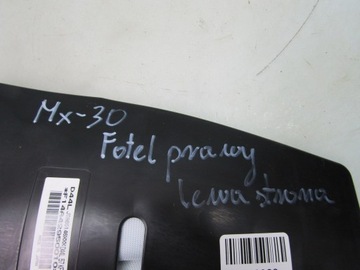 Mx-30
Fotel prawy
lewa strona